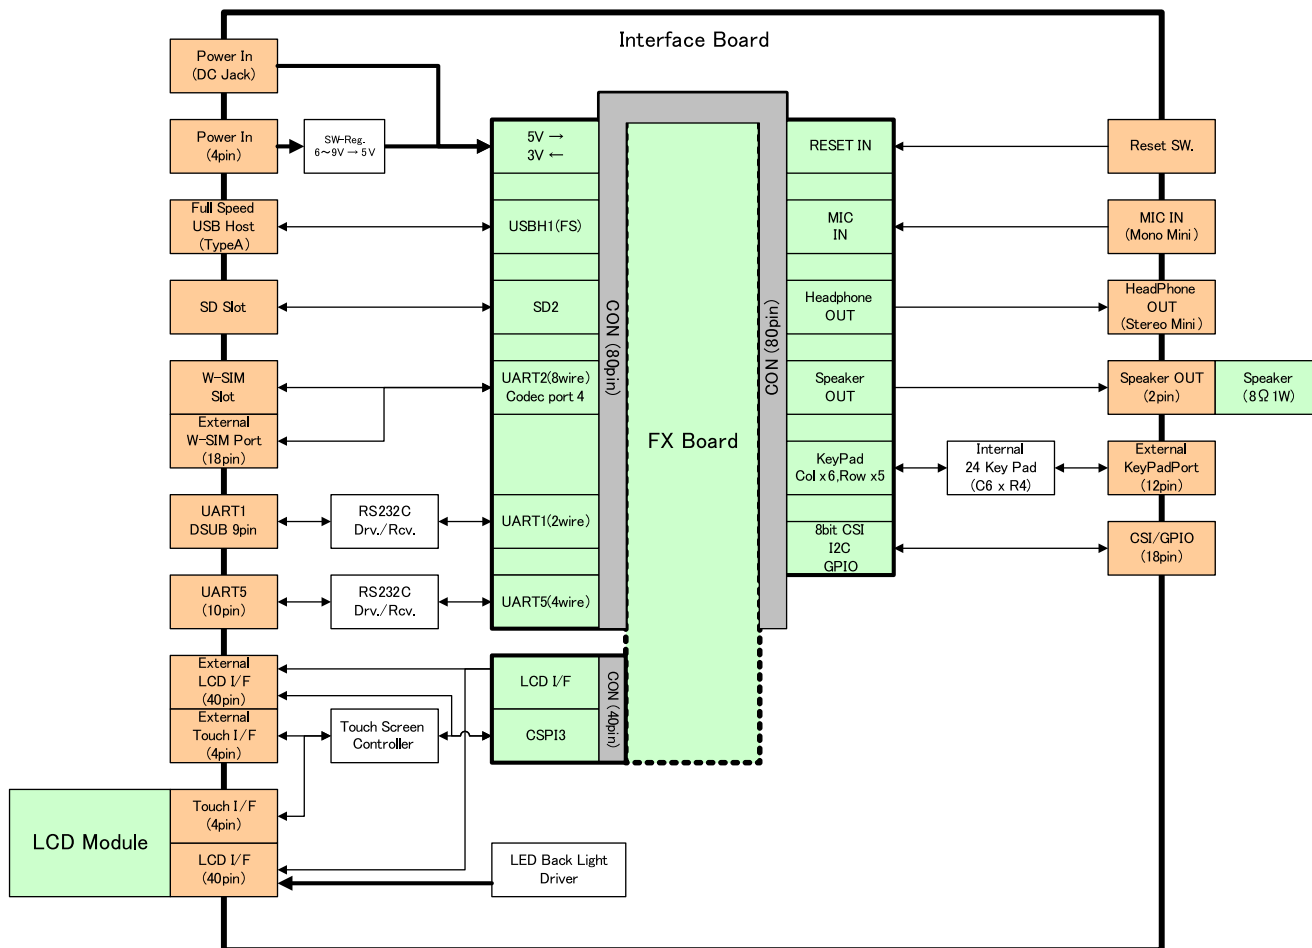 Interface Board
Power In
(DC Jack)
Power In
(4pin)
SW-Reg.
6～9V → 5V
Full Speed
USB Host
(TypeA)
SD Slot
W-SIM
Slot
External
W-SIM Port
(18pin)
UART1
DSUB 9pin
RS232C
Drv./Rcv.
UART5
(10pin)
RS232C
Drv./Rcv.
External
LCD I/F
(40pin)
External
Touch I/F
(4pin)
Touch Screen
Controller
LCD Module
Touch I/F
(4pin)
LCD I/F
(40pin)
LED Back Light
Driver
5V →
3V ←
USBH1(FS)
SD2
UART2(8wire)
Codec port 4
UART1(2wire)
UART5(4wire)
LCD I/F
CSPI3
CON (80pin)
CON (40pin)
FX Board
CON (80pin)
RESET IN
MIC
IN
Headphone
OUT
Speaker
OUT
KeyPad
Col x6,Row x5
8bit CSI
I2C
GPIO
Internal
24 Key Pad
(C6 x R4)
Reset SW.
MIC IN
(Mono Mini)
HeadPhone
OUT
(Stereo Mini)
Speaker OUT
(2pin)
Speaker
(8Ω 1W)
External
KeyPadPort
(12pin)
CSI/GPIO
(18pin)